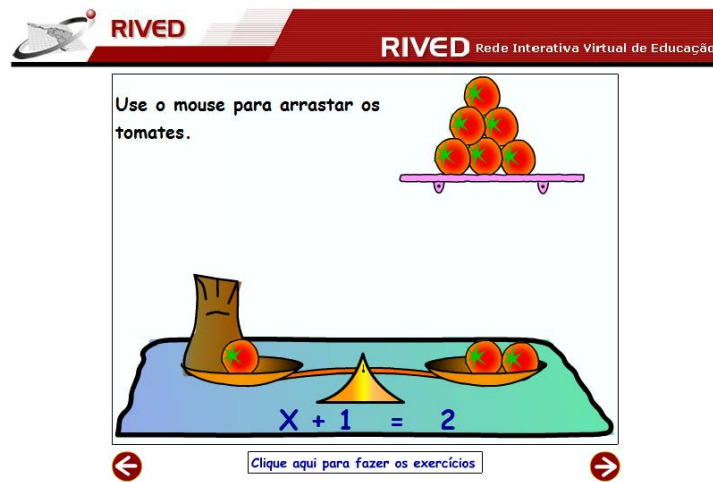 RIVED
RIVED Rede Interativa Virtual de Educação
Use o mouse para arrastar os
tomates.
X + 1 = 2
Clique aqui para fazer os exercícios